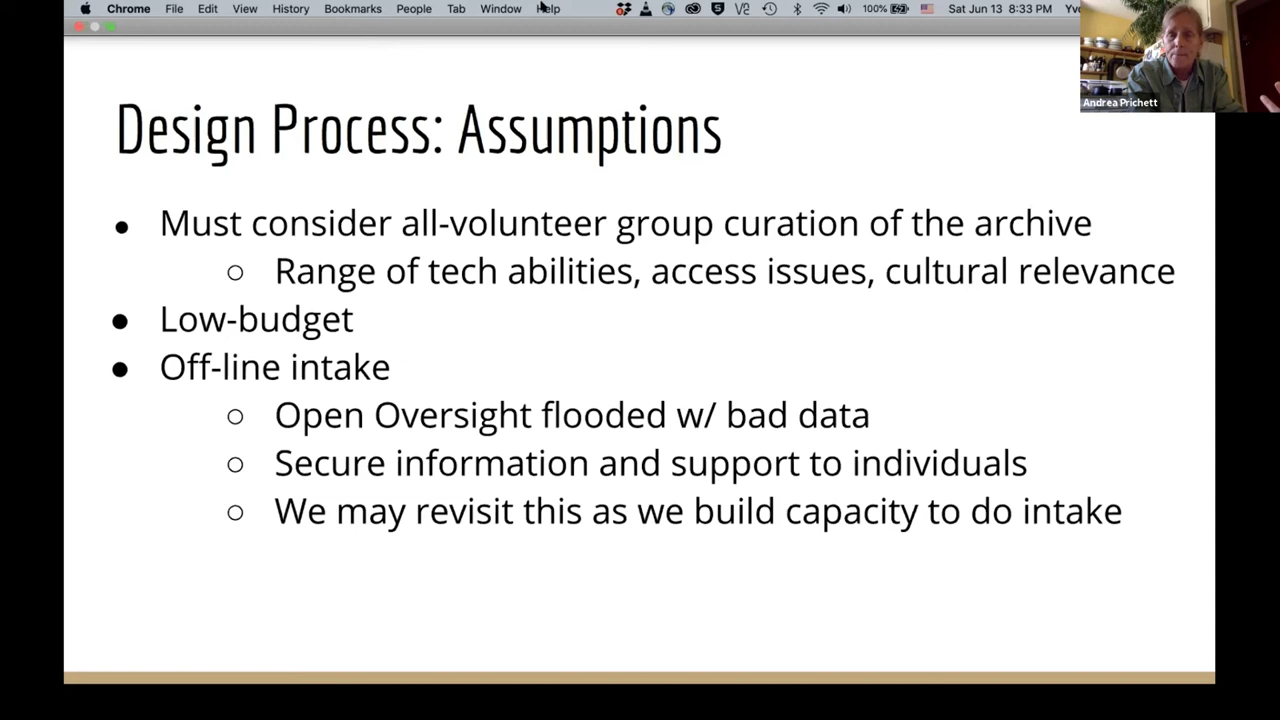 Chrome File Edit View History Bookmarks People Tab Window Help 100% Sat Jun 13 8:33 PM
Andrea Prichett
Design Process: Assumptions
● Must consider all-volunteer group curation of the archive
○ Range of tech abilities, access issues, cultural relevance
● Low-budget
● Off-line intake
○ Open Oversight flooded w/ bad data
○ Secure information and support to individuals
○ We may revisit this as we build capacity to do intake